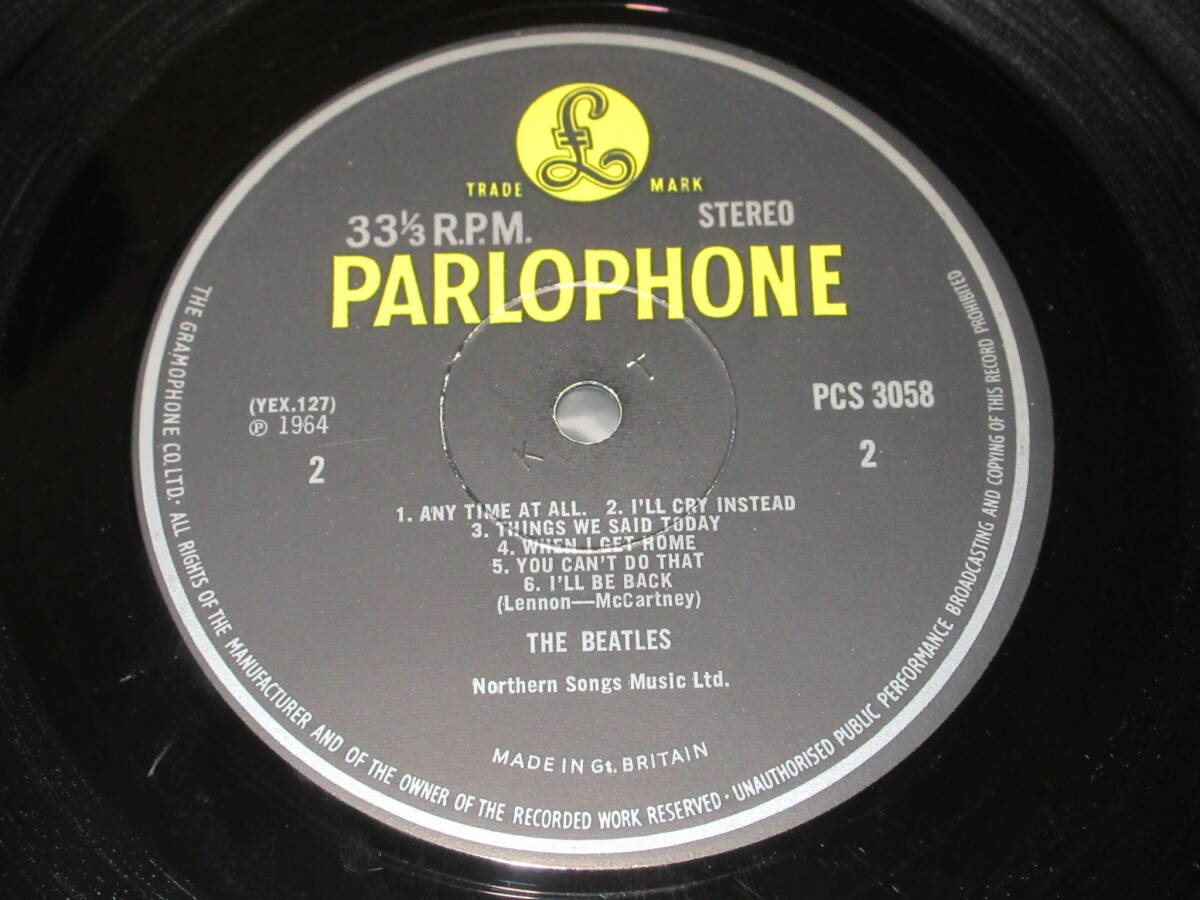 £
TRADE MARK
33⅓ R.P.M. STEREO
PARLOPHONE
(YEX.127)
℗ 1964
PCS 3058
2 2
K T
1. ANY TIME AT ALL. 2. I'LL CRY INSTEAD
3. THINGS WE SAID TODAY
4. WHEN I GET HOME
5. YOU CAN'T DO THAT
6. I'LL BE BACK
(Lennon—McCartney)
THE BEATLES
Northern Songs Music Ltd.
MADE IN Gt. BRITAIN
THE GRAMOPHONE CO. LTD. · ALL RIGHTS OF THE MANUFACTURER AND OF THE OWNER OF THE RECORDED WORK RESERVED · UNAUTHORISED PUBLIC PERFORMANCE BROADCASTING AND COPYING OF THIS RECORD PROHIBITED